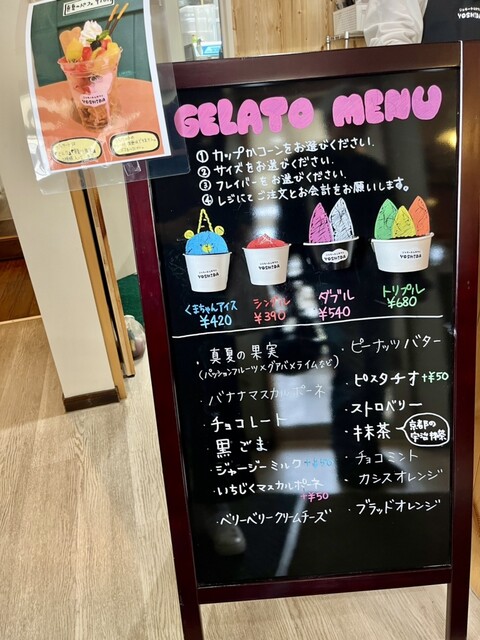 YOSHIBA
YOSHIBA
GELATO MENU
① カップかコーンをお選びください.
② サイズをお選びください.
③ フレイバーをお選びください.
④ レジにてご注文とお会計をお願いします。
YOSHIBA
YOSHIBA
YOSHIBA
YOSHIBA
くまちゃんアイス
¥420
シングル
¥390
ダブル
¥540
トリプル
¥680
・真夏の果実
(パッションフルーツ×グアバ×ライムなど)
・バナナマスカルポーネ
・チョコレート
・黒ごま
・ジャージーミルク
・いちじくマスカルポーネ
+¥50
・ベリーベリークリームチーズ
・ピーナッツバター
・ピスタチオ+¥50
・ストロベリー
・抹茶
京都の
宇治抹茶
・チョコミント
・カシスオレンジ
・ブラッドオレンジ